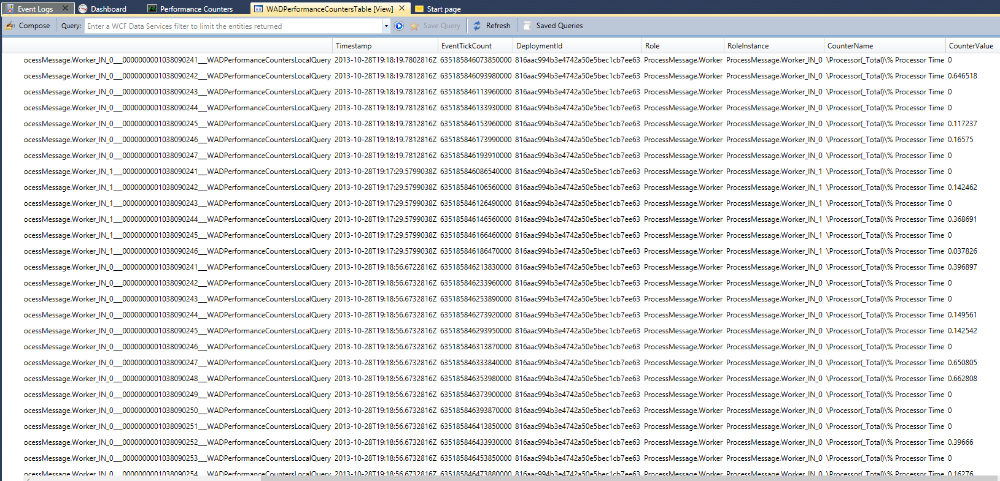 Event Logs Dashboard Performance Counters WADPerformanceCountersTable [View] Start page
Compose Query: Enter a WCF Data Services filter to limit the entities returned Save Query Refresh Saved Queries
Timestamp EventTickCount DeploymentId Role RoleInstance CounterName CounterValue
ocessMessage.Worker_IN_0___0000000001038090241___WADPerformanceCountersLocalQuery 2013-10-28T19:18:19.7802816Z 635185846073850000 816aac994b3e4742a50e5bec1cb7ee63 ProcessMessage.Worker ProcessMessage.Worker_IN_0 \Processor(_Total)\% Processor Time 0
ocessMessage.Worker_IN_0___0000000001038090242___WADPerformanceCountersLocalQuery 2013-10-28T19:18:19.7812816Z 635185846093980000 816aac994b3e4742a50e5bec1cb7ee63 ProcessMessage.Worker ProcessMessage.Worker_IN_0 \Processor(_Total)\% Processor Time 0.646518
ocessMessage.Worker_IN_0___0000000001038090243___WADPerformanceCountersLocalQuery 2013-10-28T19:18:19.7812816Z 635185846113960000 816aac994b3e4742a50e5bec1cb7ee63 ProcessMessage.Worker ProcessMessage.Worker_IN_0 \Processor(_Total)\% Processor Time 0
ocessMessage.Worker_IN_0___0000000001038090244___WADPerformanceCountersLocalQuery 2013-10-28T19:18:19.7812816Z 635185846133930000 816aac994b3e4742a50e5bec1cb7ee63 ProcessMessage.Worker ProcessMessage.Worker_IN_0 \Processor(_Total)\% Processor Time 0
ocessMessage.Worker_IN_0___0000000001038090245___WADPerformanceCountersLocalQuery 2013-10-28T19:18:19.7812816Z 635185846153960000 816aac994b3e4742a50e5bec1cb7ee63 ProcessMessage.Worker ProcessMessage.Worker_IN_0 \Processor(_Total)\% Processor Time 0.117237
ocessMessage.Worker_IN_0___0000000001038090246___WADPerformanceCountersLocalQuery 2013-10-28T19:18:19.7812816Z 635185846173990000 816aac994b3e4742a50e5bec1cb7ee63 ProcessMessage.Worker ProcessMessage.Worker_IN_0 \Processor(_Total)\% Processor Time 0.16575
ocessMessage.Worker_IN_0___0000000001038090247___WADPerformanceCountersLocalQuery 2013-10-28T19:18:19.7812816Z 635185846193910000 816aac994b3e4742a50e5bec1cb7ee63 ProcessMessage.Worker ProcessMessage.Worker_IN_0 \Processor(_Total)\% Processor Time 0
ocessMessage.Worker_IN_1___0000000001038090241___WADPerformanceCountersLocalQuery 2013-10-28T19:17:29.5799038Z 635185846086540000 816aac994b3e4742a50e5bec1cb7ee63 ProcessMessage.Worker ProcessMessage.Worker_IN_1 \Processor(_Total)\% Processor Time 0
ocessMessage.Worker_IN_1___0000000001038090242___WADPerformanceCountersLocalQuery 2013-10-28T19:17:29.5799038Z 635185846106560000 816aac994b3e4742a50e5bec1cb7ee63 ProcessMessage.Worker ProcessMessage.Worker_IN_1 \Processor(_Total)\% Processor Time 0.142462
ocessMessage.Worker_IN_1___0000000001038090243___WADPerformanceCountersLocalQuery 2013-10-28T19:17:29.5799038Z 635185846126490000 816aac994b3e4742a50e5bec1cb7ee63 ProcessMessage.Worker ProcessMessage.Worker_IN_1 \Processor(_Total)\% Processor Time 0
ocessMessage.Worker_IN_1___0000000001038090244___WADPerformanceCountersLocalQuery 2013-10-28T19:17:29.5799038Z 635185846146560000 816aac994b3e4742a50e5bec1cb7ee63 ProcessMessage.Worker ProcessMessage.Worker_IN_1 \Processor(_Total)\% Processor Time 0.368691
ocessMessage.Worker_IN_1___0000000001038090245___WADPerformanceCountersLocalQuery 2013-10-28T19:17:29.5799038Z 635185846166460000 816aac994b3e4742a50e5bec1cb7ee63 ProcessMessage.Worker ProcessMessage.Worker_IN_1 \Processor(_Total)\% Processor Time 0
ocessMessage.Worker_IN_1___0000000001038090246___WADPerformanceCountersLocalQuery 2013-10-28T19:17:29.5799038Z 635185846186470000 816aac994b3e4742a50e5bec1cb7ee63 ProcessMessage.Worker ProcessMessage.Worker_IN_1 \Processor(_Total)\% Processor Time 0.037826
ocessMessage.Worker_IN_0___0000000001038090241___WADPerformanceCountersLocalQuery 2013-10-28T19:18:56.6722816Z 635185846213830000 816aac994b3e4742a50e5bec1cb7ee63 ProcessMessage.Worker ProcessMessage.Worker_IN_0 \Processor(_Total)\% Processor Time 0.396897
ocessMessage.Worker_IN_0___0000000001038090242___WADPerformanceCountersLocalQuery 2013-10-28T19:18:56.6732816Z 635185846233960000 816aac994b3e4742a50e5bec1cb7ee63 ProcessMessage.Worker ProcessMessage.Worker_IN_0 \Processor(_Total)\% Processor Time 0
ocessMessage.Worker_IN_0___0000000001038090243___WADPerformanceCountersLocalQuery 2013-10-28T19:18:56.6732816Z 635185846253890000 816aac994b3e4742a50e5bec1cb7ee63 ProcessMessage.Worker ProcessMessage.Worker_IN_0 \Processor(_Total)\% Processor Time 0
ocessMessage.Worker_IN_0___0000000001038090244___WADPerformanceCountersLocalQuery 2013-10-28T19:18:56.6732816Z 635185846273920000 816aac994b3e4742a50e5bec1cb7ee63 ProcessMessage.Worker ProcessMessage.Worker_IN_0 \Processor(_Total)\% Processor Time 0.149561
ocessMessage.Worker_IN_0___0000000001038090245___WADPerformanceCountersLocalQuery 2013-10-28T19:18:56.6732816Z 635185846293950000 816aac994b3e4742a50e5bec1cb7ee63 ProcessMessage.Worker ProcessMessage.Worker_IN_0 \Processor(_Total)\% Processor Time 0.142542
ocessMessage.Worker_IN_0___0000000001038090246___WADPerformanceCountersLocalQuery 2013-10-28T19:18:56.6732816Z 635185846313870000 816aac994b3e4742a50e5bec1cb7ee63 ProcessMessage.Worker ProcessMessage.Worker_IN_0 \Processor(_Total)\% Processor Time 0
ocessMessage.Worker_IN_0___0000000001038090247___WADPerformanceCountersLocalQuery 2013-10-28T19:18:56.6732816Z 635185846333840000 816aac994b3e4742a50e5bec1cb7ee63 ProcessMessage.Worker ProcessMessage.Worker_IN_0 \Processor(_Total)\% Processor Time 0.650805
ocessMessage.Worker_IN_0___0000000001038090248___WADPerformanceCountersLocalQuery 2013-10-28T19:18:56.6732816Z 635185846353980000 816aac994b3e4742a50e5bec1cb7ee63 ProcessMessage.Worker ProcessMessage.Worker_IN_0 \Processor(_Total)\% Processor Time 0.662808
ocessMessage.Worker_IN_0___0000000001038090249___WADPerformanceCountersLocalQuery 2013-10-28T19:18:56.6732816Z 635185846373900000 816aac994b3e4742a50e5bec1cb7ee63 ProcessMessage.Worker ProcessMessage.Worker_IN_0 \Processor(_Total)\% Processor Time 0
ocessMessage.Worker_IN_0___0000000001038090250___WADPerformanceCountersLocalQuery 2013-10-28T19:18:56.6732816Z 635185846393870000 816aac994b3e4742a50e5bec1cb7ee63 ProcessMessage.Worker ProcessMessage.Worker_IN_0 \Processor(_Total)\% Processor Time 0
ocessMessage.Worker_IN_0___0000000001038090251___WADPerformanceCountersLocalQuery 2013-10-28T19:18:56.6732816Z 635185846413850000 816aac994b3e4742a50e5bec1cb7ee63 ProcessMessage.Worker ProcessMessage.Worker_IN_0 \Processor(_Total)\% Processor Time 0
ocessMessage.Worker_IN_0___0000000001038090252___WADPerformanceCountersLocalQuery 2013-10-28T19:18:56.6732816Z 635185846433930000 816aac994b3e4742a50e5bec1cb7ee63 ProcessMessage.Worker ProcessMessage.Worker_IN_0 \Processor(_Total)\% Processor Time 0.39666
ocessMessage.Worker_IN_0___0000000001038090253___WADPerformanceCountersLocalQuery 2013-10-28T19:18:56.6732816Z 635185846453850000 816aac994b3e4742a50e5bec1cb7ee63 ProcessMessage.Worker ProcessMessage.Worker_IN_0 \Processor(_Total)\% Processor Time 0
ocessMessage.Worker_IN_0___0000000001038090254___WADPerformanceCountersLocalQuery 2013-10-28T19:18:56.6732816Z 635185846473880000 816aac994b3e4742a50e5bec1cb7ee63 ProcessMessage.Worker ProcessMessage.Worker_IN_0 \Processor(_Total)\% Processor Time 0.16276